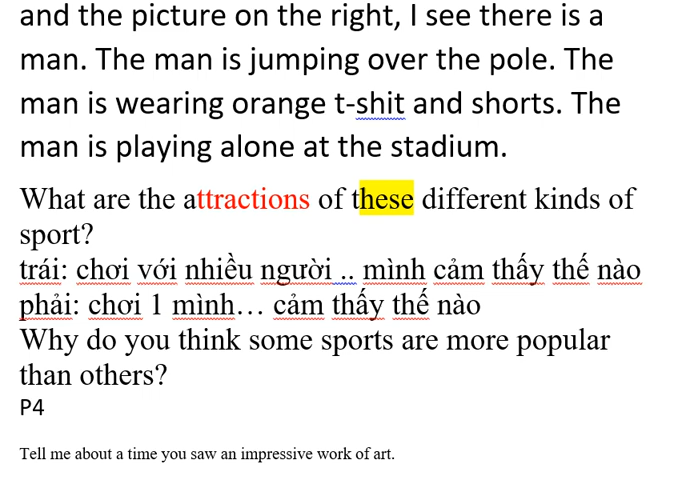 and the picture on the right, I see there is a
man. The man is jumping over the pole. The
man is wearing orange t-shit and shorts. The
man is playing alone at the stadium.
What are the attractions of these different kinds of
sport?
trái: chơi với nhiều người .. mình cảm thấy thế nào
phải: chơi 1 mình… cảm thấy thế nào
Why do you think some sports are more popular
than others?
P4
Tell me about a time you saw an impressive work of art.